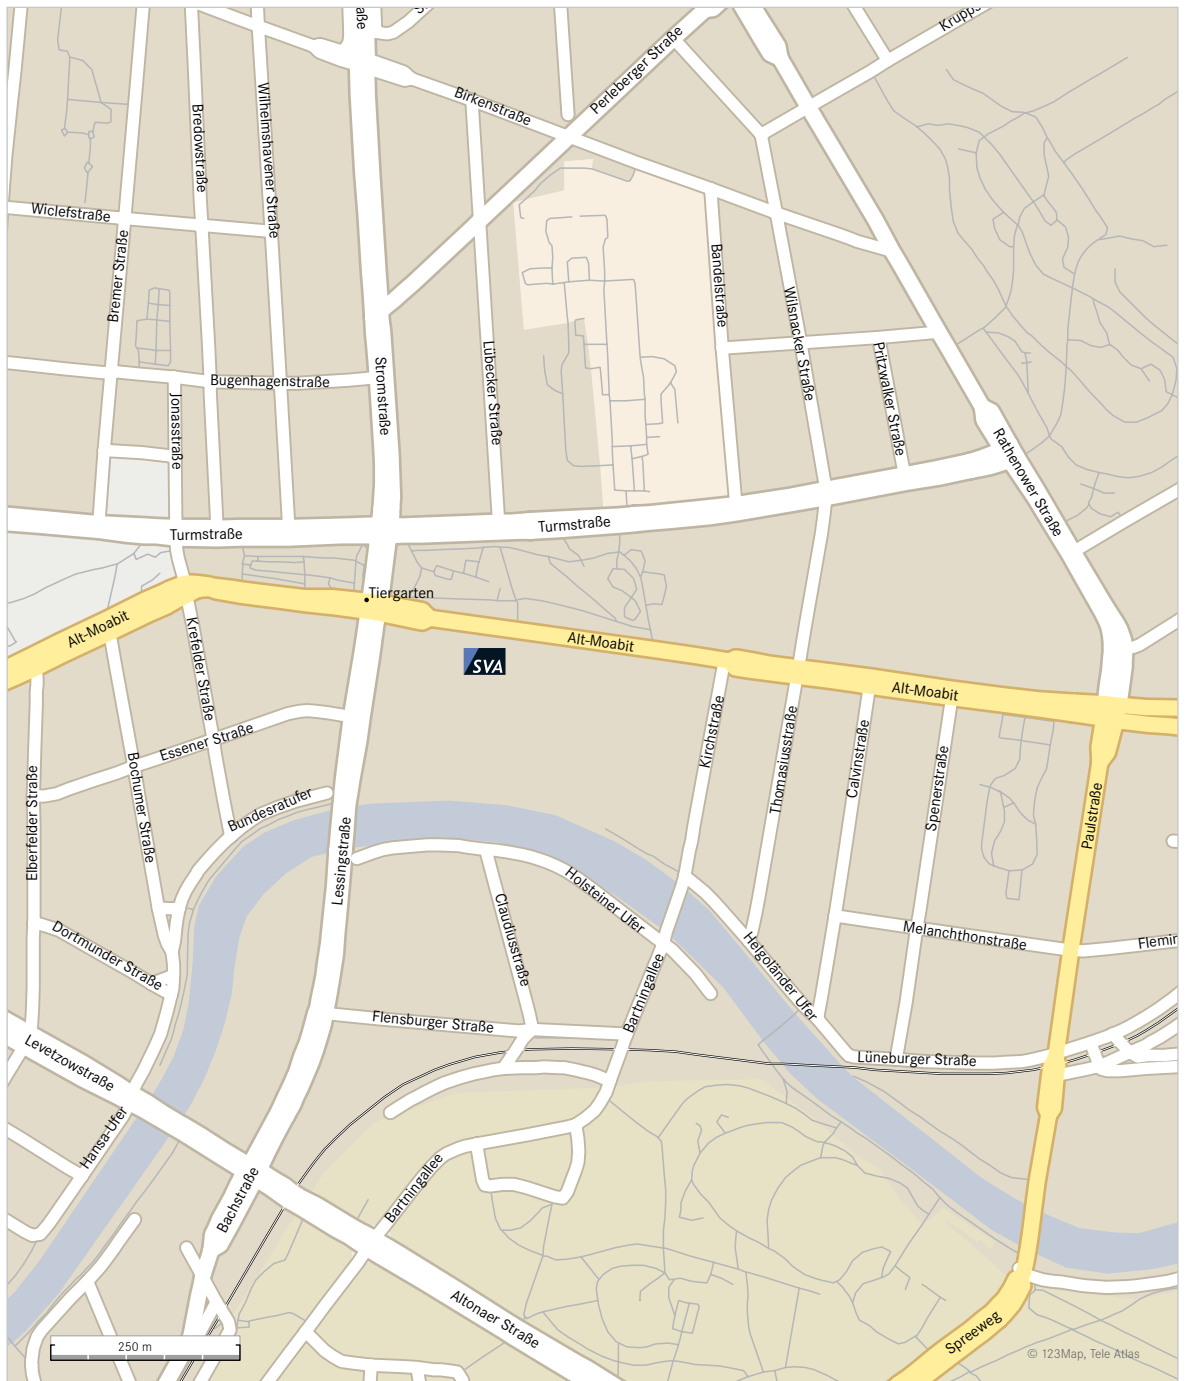 Perleberger Straße
Birkenstraße
Bredowstraße
Wilhelmshavener Straße
Wiclefstraße
Bremer Straße
Bandelstraße
Wilsnacker Straße
Pritzwalker Straße
Lübecker Straße
Stromstraße
Bugenhagenstraße
Jonasstraße
Rathenower Straße
Turmstraße
Turmstraße
Tiergarten
Alt-Moabit
Alt-Moabit
Alt-Moabit
SVA
Krefelder Straße
Essener Straße
Bochumer Straße
Elberfelder Straße
Bundesratufer
Lessingstraße
Kirchstraße
Thomasiusstraße
Calvinstraße
Spenerstraße
Paulstraße
Holsteiner Ufer
Claudiusstraße
Helgoländer Ufer
Melanchthonstraße
Dortmunder Straße
Bartningallee
Flensburger Straße
Lüneburger Straße
Levetzowstraße
Hansa-Ufer
Bachstraße
Bartningallee
Altonaer Straße
Spreeweg
250 m
© 123Map, Tele Atlas